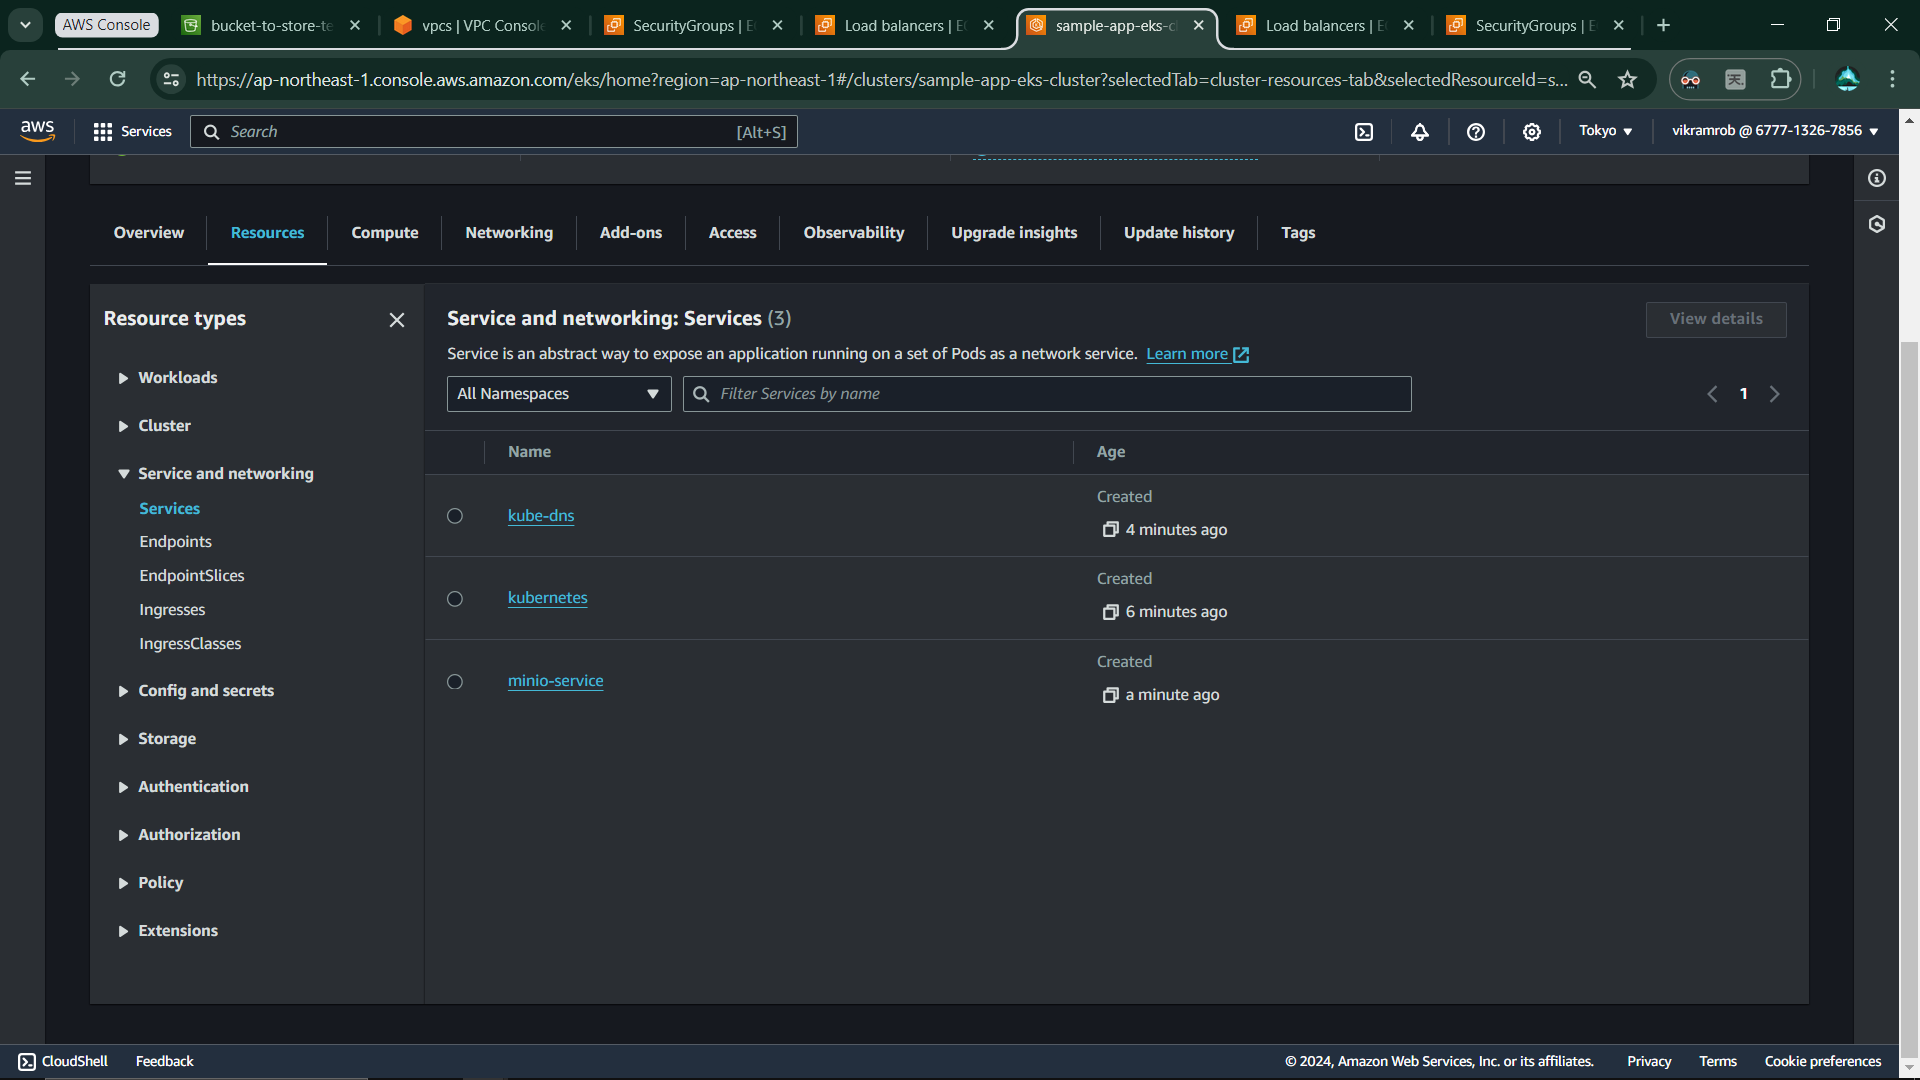 AWS Console
bucket-to-store-te
vpcs | VPC Console
SecurityGroups | E
Load balancers | E
sample-app-eks-cl
Load balancers | E
SecurityGroups | E
https://ap-northeast-1.console.aws.amazon.com/eks/home?region=ap-northeast-1#/clusters/sample-app-eks-cluster?selectedTab=cluster-resources-tab&selectedResourceId=s...
aws
Services
Search
[Alt+S]
Tokyo
vikramrob @ 6777-1326-7856
Overview
Resources
Compute
Networking
Add-ons
Access
Observability
Upgrade insights
Update history
Tags
Resource types
Workloads
Cluster
Service and networking
Services
Endpoints
EndpointSlices
Ingresses
IngressClasses
Config and secrets
Storage
Authentication
Authorization
Policy
Extensions
Service and networking: Services (3)
View details
Service is an abstract way to expose an application running on a set of Pods as a network service. Learn more
All Namespaces
Filter Services by name
1
Name
Age
kube-dns
Created
4 minutes ago
kubernetes
Created
6 minutes ago
minio-service
Created
a minute ago
CloudShell
Feedback
© 2024, Amazon Web Services, Inc. or its affiliates.
Privacy
Terms
Cookie preferences